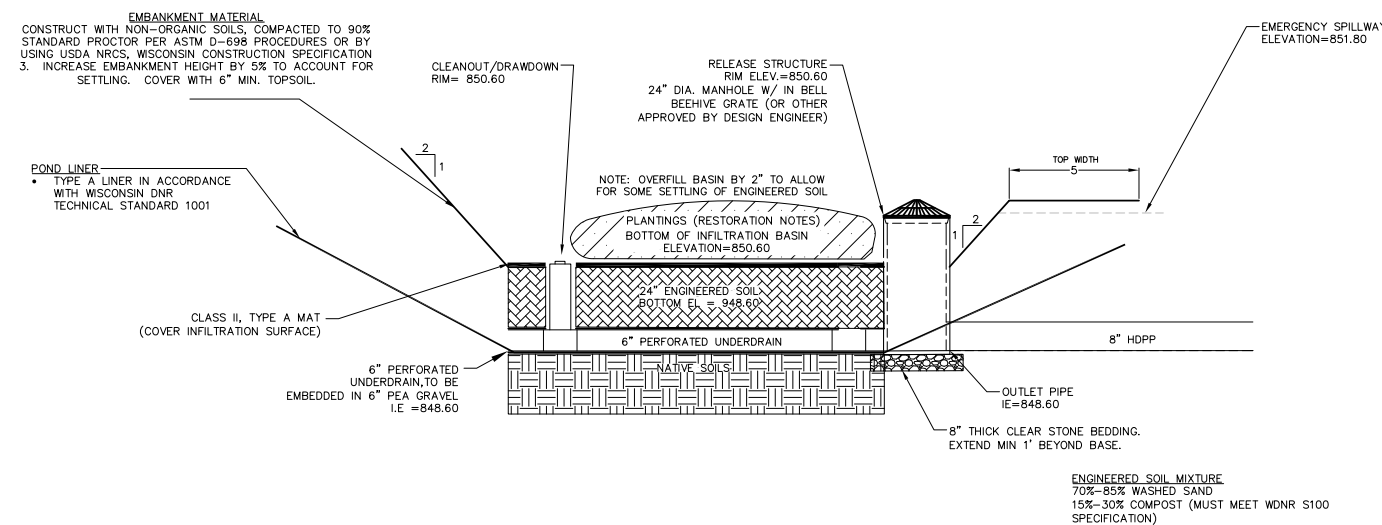 EMBANKMENT MATERIAL
CONSTRUCT WITH NON-ORGANIC SOILS, COMPACTED TO 90%
STANDARD PROCTOR PER ASTM D-698 PROCEDURES OR BY
USING USDA NRCS, WISCONSIN CONSTRUCTION SPECIFICATION
3. INCREASE EMBANKMENT HEIGHT BY 5% TO ACCOUNT FOR
SETTLING. COVER WITH 6" MIN. TOPSOIL.
CLEANOUT/DRAWDOWN
RIM= 850.60
RELEASE STRUCTURE
RIM ELEV.=850.60
24" DIA. MANHOLE W/ IN BELL
BEEHIVE GRATE (OR OTHER
APPROVED BY DESIGN ENGINEER)
EMERGENCY SPILLWAY
ELEVATION=851.80
POND LINER
• TYPE A LINER IN ACCORDANCE
WITH WISCONSIN DNR
TECHNICAL STANDARD 1001
2
1
NOTE: OVERFILL BASIN BY 2" TO ALLOW
FOR SOME SETTLING OF ENGINEERED SOIL
TOP WIDTH
5
PLANTINGS (RESTORATION NOTES)
BOTTOM OF INFILTRATION BASIN
ELEVATION=850.60
2
1
24" ENGINEERED SOIL
BOTTOM EL = 948.60
CLASS II, TYPE A MAT
(COVER INFILTRATION SURFACE)
6" PERFORATED UNDERDRAIN
8" HDPP
NATIVE SOILS
6" PERFORATED
UNDERDRAIN,TO BE
EMBEDDED IN 6" PEA GRAVEL
I.E =848.60
OUTLET PIPE
IE=848.60
8" THICK CLEAR STONE BEDDING.
EXTEND MIN 1' BEYOND BASE.
ENGINEERED SOIL MIXTURE
70%-85% WASHED SAND
15%-30% COMPOST (MUST MEET WDNR S100
SPECIFICATION)